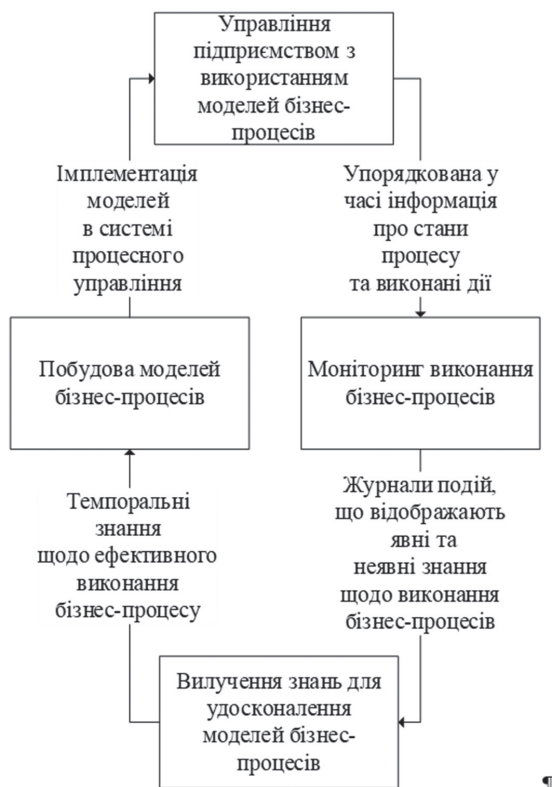 Управління
підприємством з
використанням
моделей бізнес-
процесів
Імплементація
моделей
в системі
процесного
управління
Упорядкована у
часі інформація
про стани
процесу
та виконані дії
Побудова моделей
бізнес-процесів
Моніторинг виконання
бізнес-процесів
Темпоральні
знання
щодо ефективного
виконання
бізнес-процесу
Журнали подій,
що відображають
явні та
неявні знання
щодо виконання
бізнес-процесів
Вилучення знань для
удосконалення
моделей бізнес-
процесів
¶